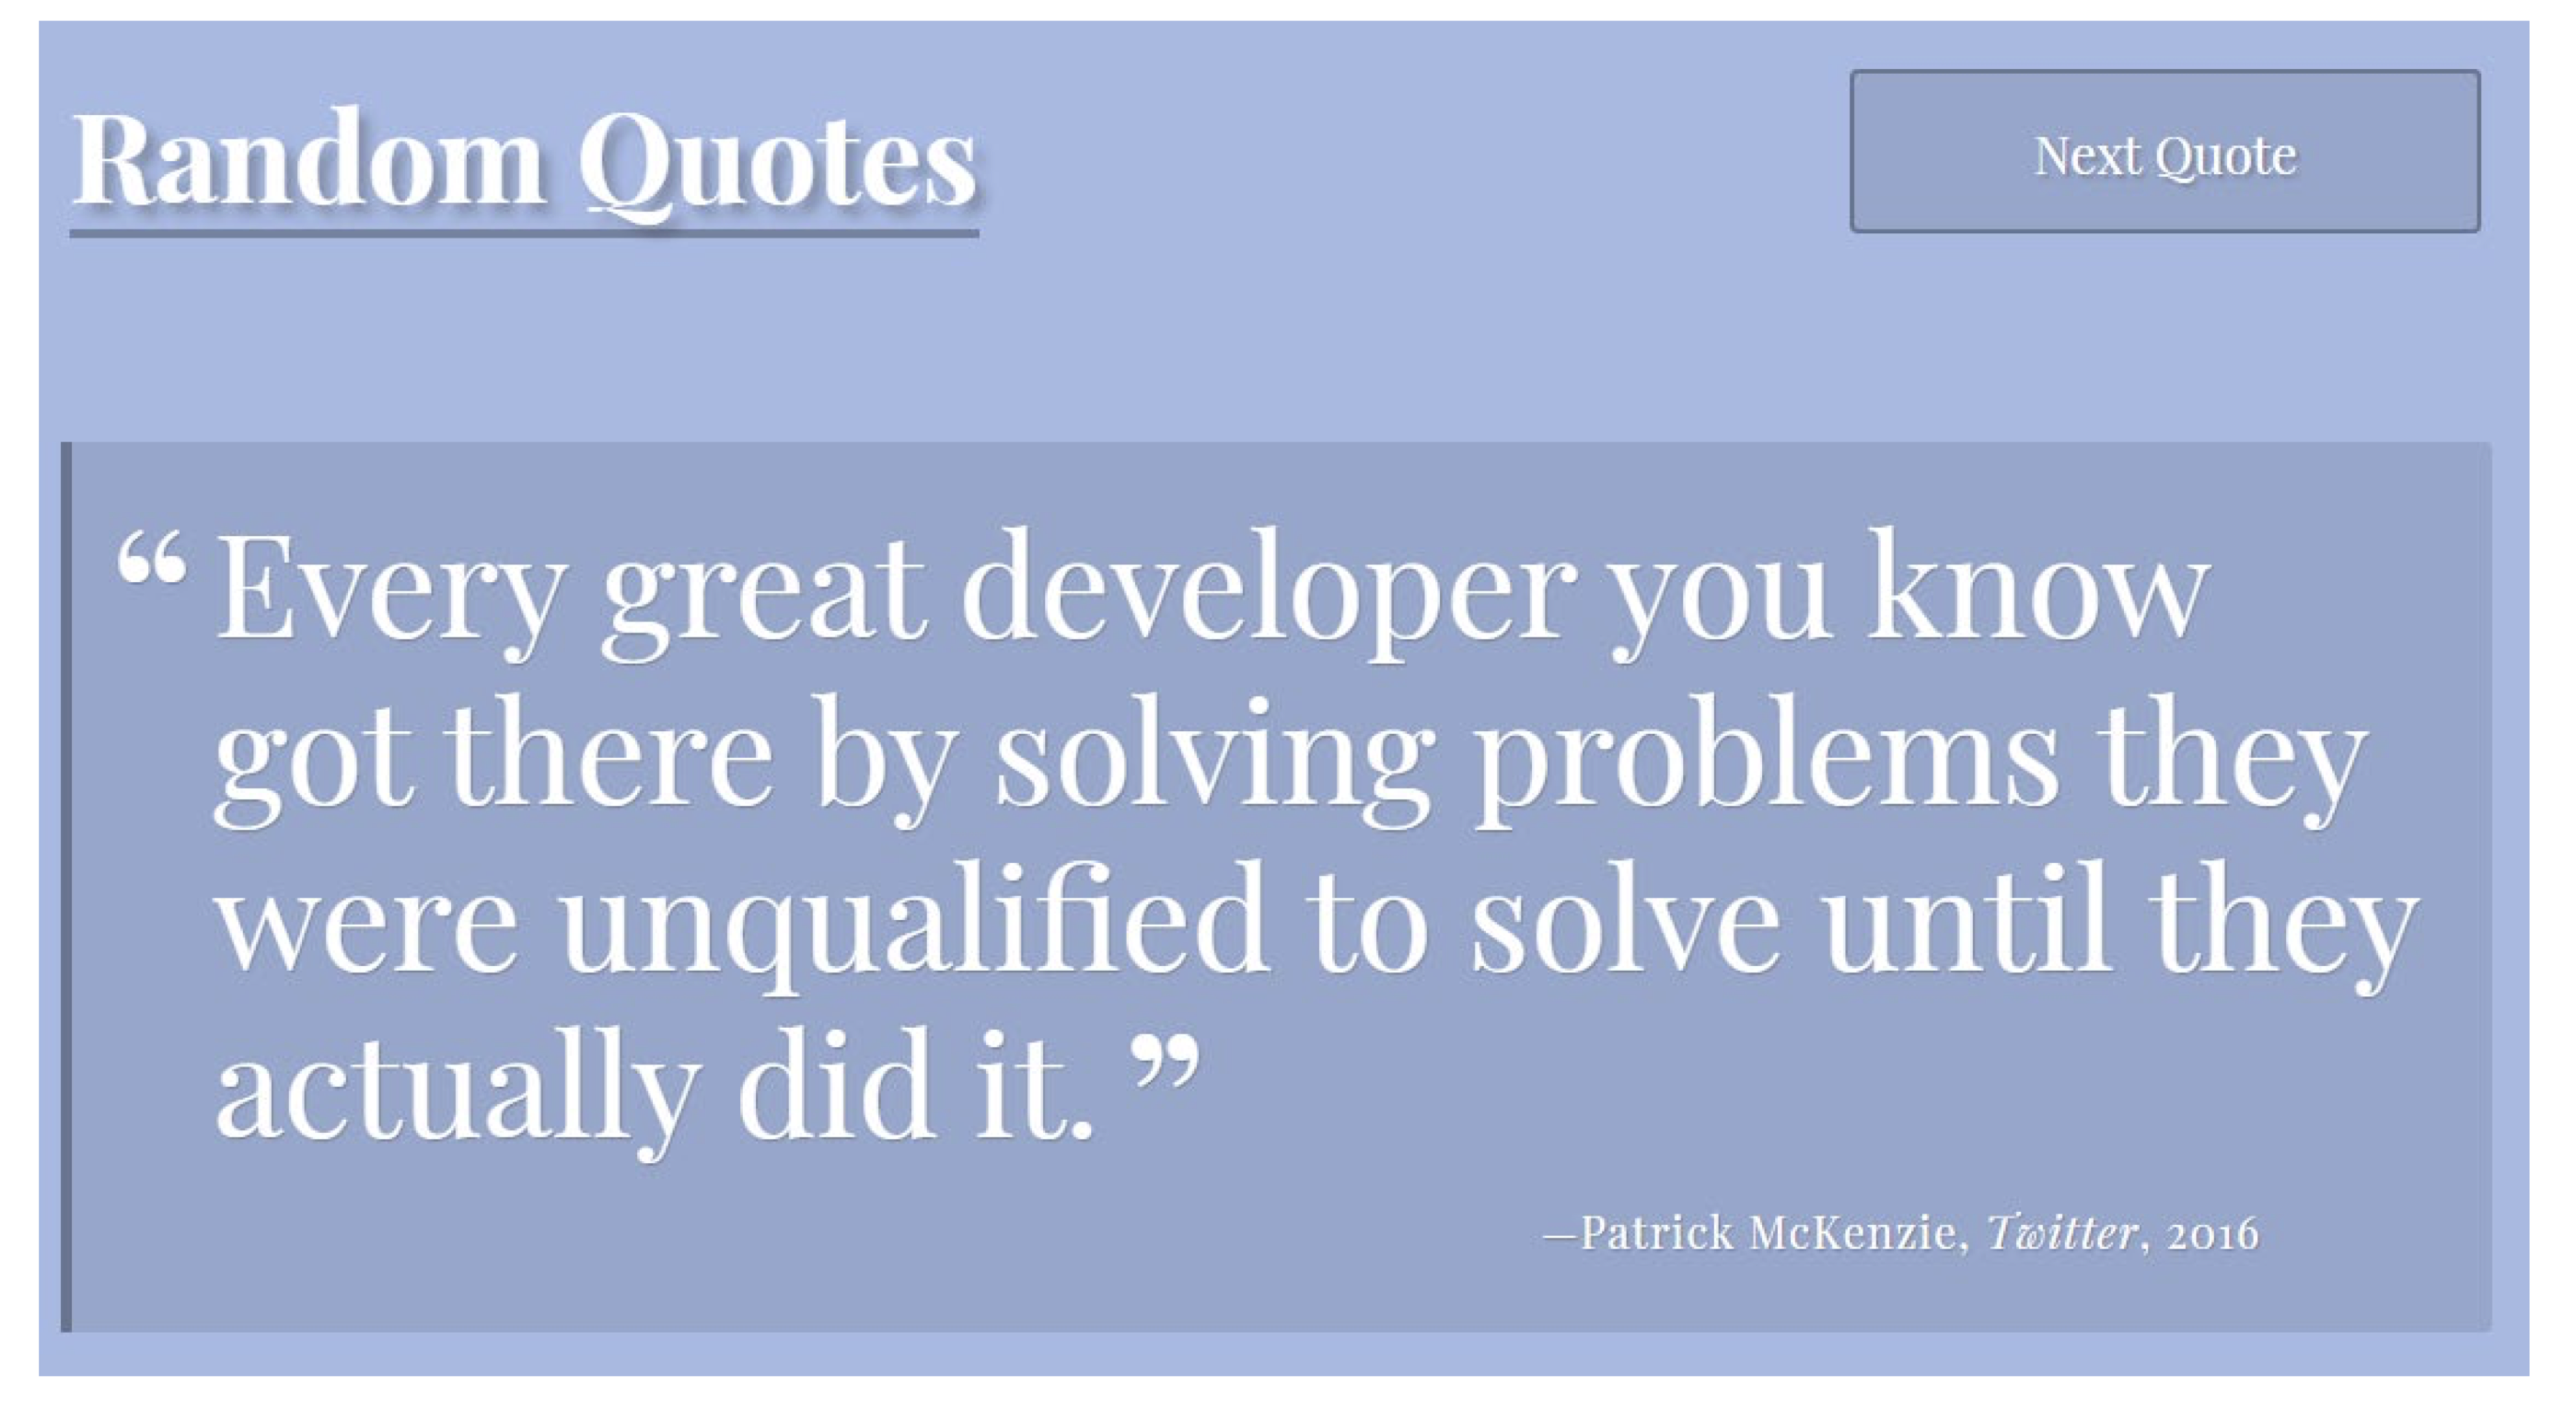 Random Quotes
Next Quote
“ Every great developer you know
got there by solving problems they
were unqualified to solve until they
actually did it. ”
—Patrick McKenzie, Twitter, 2016